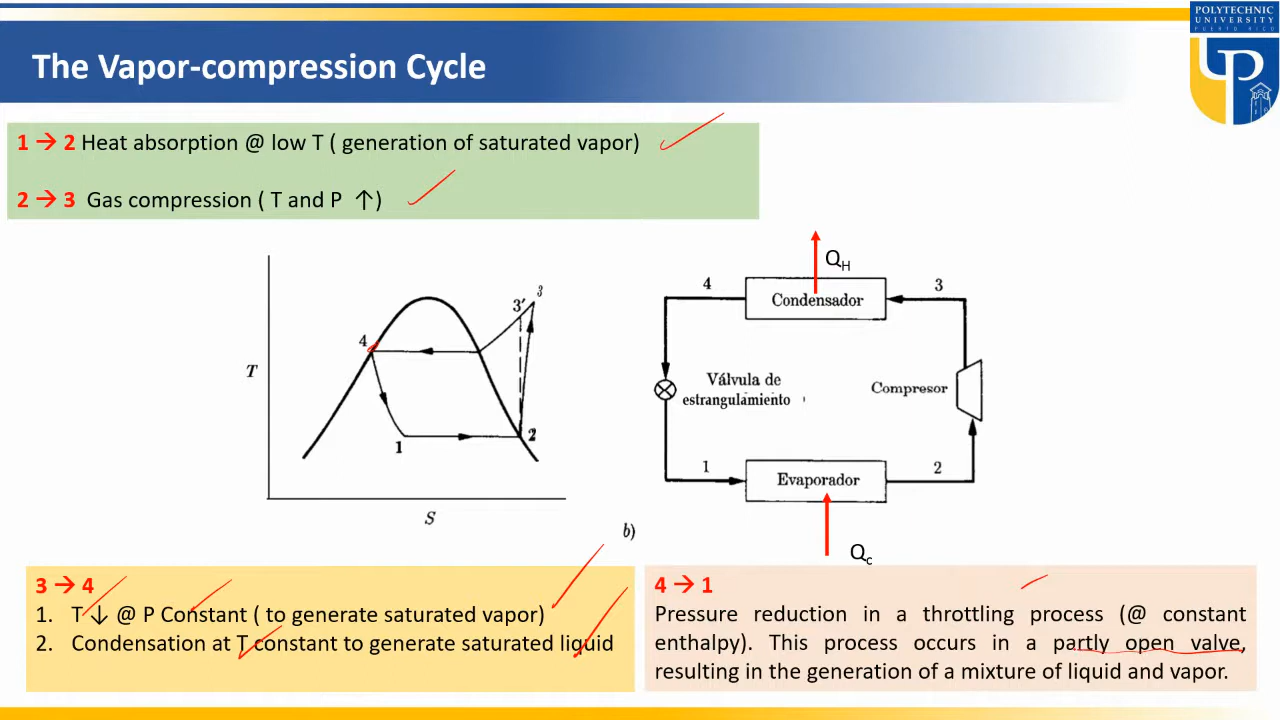 POLYTECHNIC
UNIVERSITY
PUERTO RICO
The Vapor-compression Cycle
1 → 2 Heat absorption @ low T ( generation of saturated vapor)
2 → 3 Gas compression ( T and P ↑)
Q_H
4
Condensador
3
3
3′
4
T
1
2
S
Válvula de
estrangulamiento
Compresor
1
Evaporador
2
b)
Q_c
3 → 4
1. T ↓ @ P Constant ( to generate saturated vapor)
2. Condensation at T constant to generate saturated liquid
4 → 1
Pressure reduction in a throttling process (@ constant
enthalpy). This process occurs in a partly open valve,
resulting in the generation of a mixture of liquid and vapor.